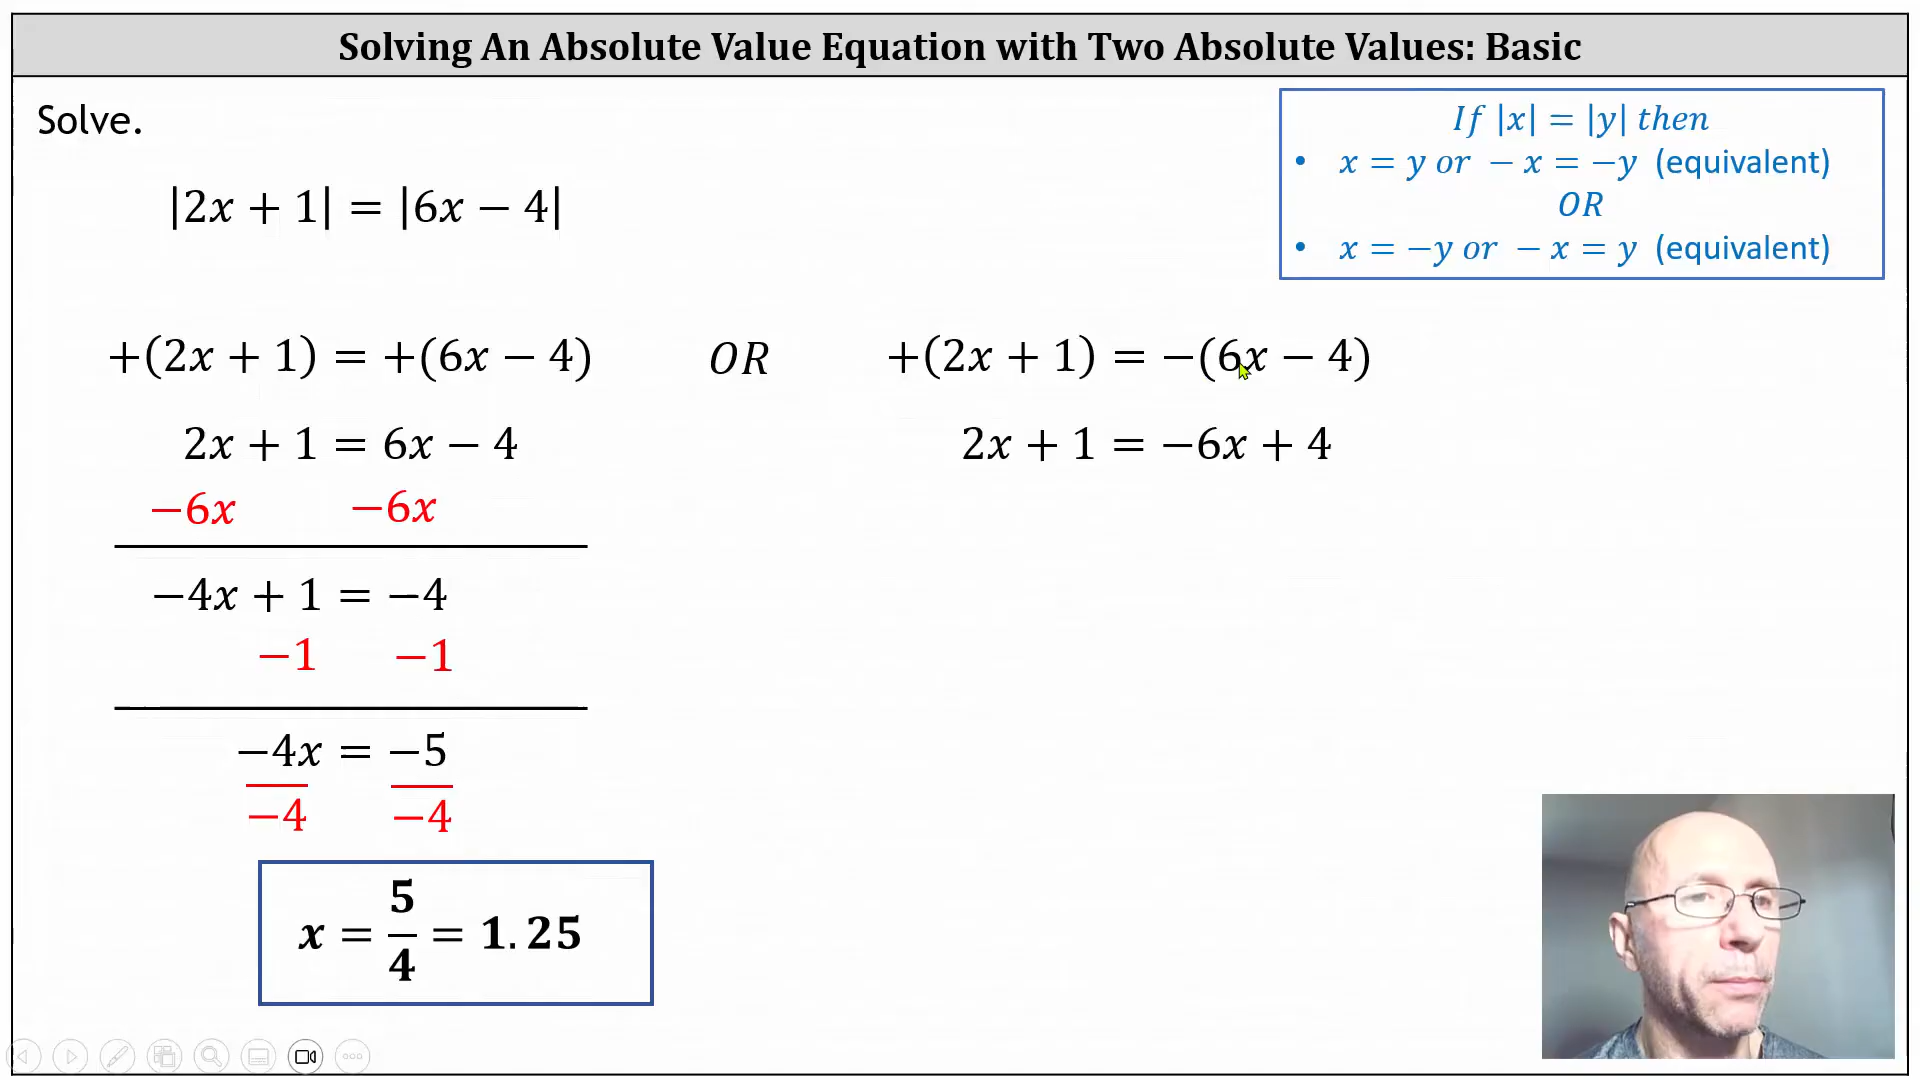 Solving An Absolute Value Equation with Two Absolute Values: Basic
Solve.
If |x| = |y| then
• x = y or − x = −y (equivalent)
OR
• x = −y or − x = y (equivalent)
|2x + 1| = |6x − 4|
+(2x + 1) = +(6x − 4) OR +(2x + 1) = −(6x − 4)
2x + 1 = 6x − 4
−6x −6x
−4x + 1 = −4
−1 −1
−4x = −5
−4 −4
x = 5/4 = 1.25
2x + 1 = −6x + 4